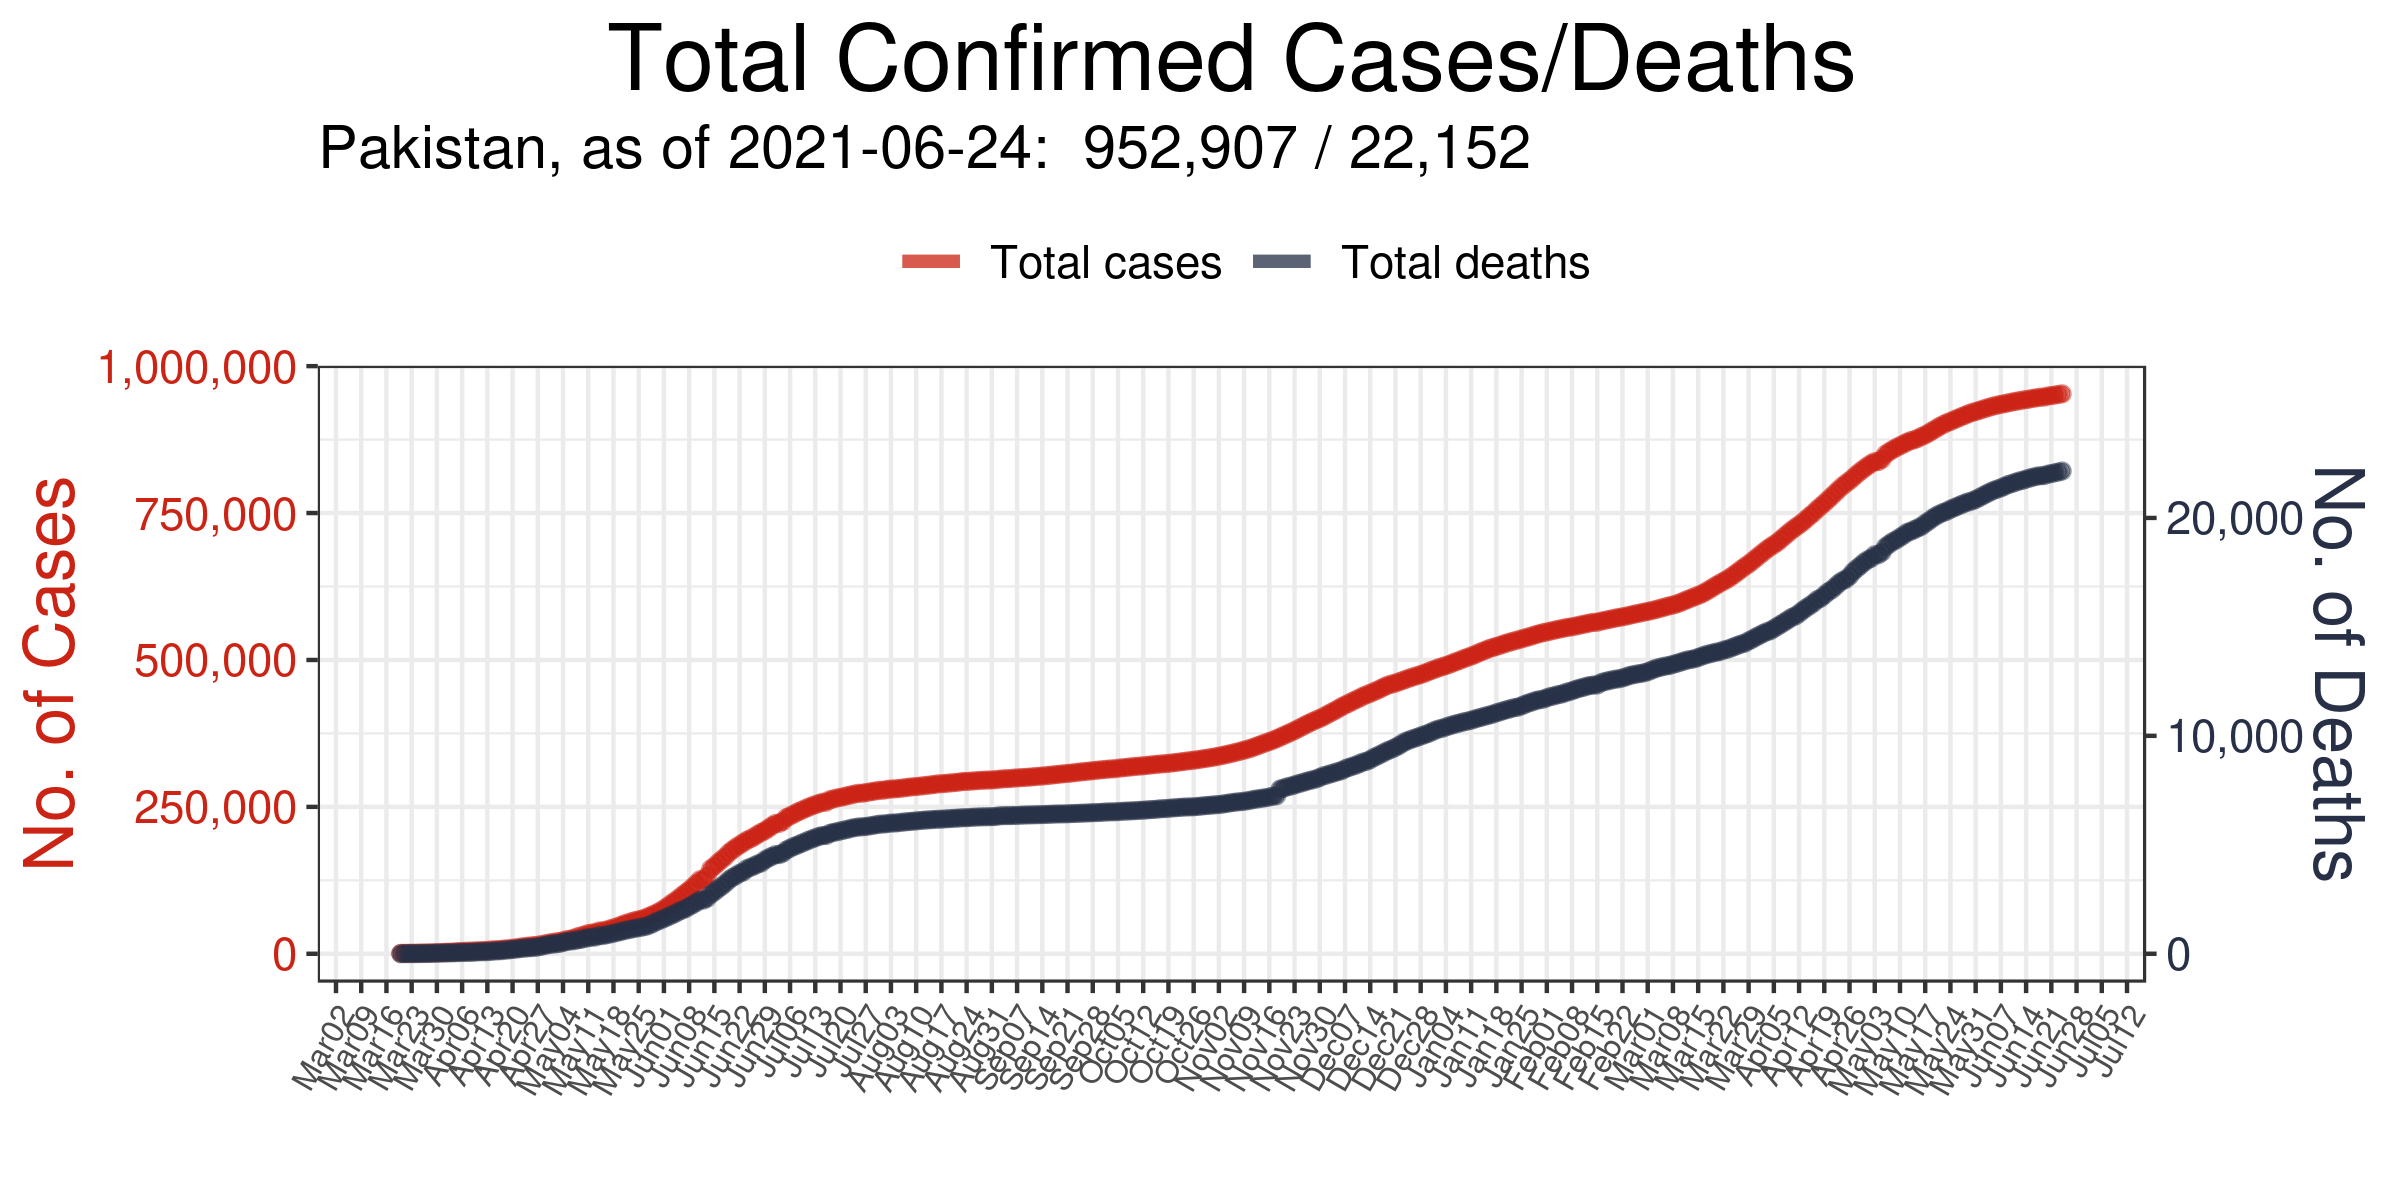 Total Confirmed Cases/Deaths
Pakistan, as of 2021-06-24:  952,907 / 22,152
Total cases
Total deaths
No. of Cases
1,000,000
750,000
500,000
250,000
0
20,000
10,000
0
No. of Deaths
Mar02
Mar09
Mar16
Mar23
Mar30
Apr06
Apr13
Apr20
Apr27
May04
May11
May18
May25
Jun01
Jun08
Jun15
Jun22
Jun29
Jul06
Jul13
Jul20
Jul27
Aug03
Aug10
Aug17
Aug24
Aug31
Sep07
Sep14
Sep21
Sep28
Oct05
Oct12
Oct19
Oct26
Nov02
Nov09
Nov16
Nov23
Nov30
Dec07
Dec14
Dec21
Dec28
Jan04
Jan11
Jan18
Jan25
Feb01
Feb08
Feb15
Feb22
Mar01
Mar08
Mar15
Mar22
Mar29
Apr05
Apr12
Apr19
Apr26
May03
May10
May17
May24
May31
Jun07
Jun14
Jun21
Jun28
Jul05
Jul12